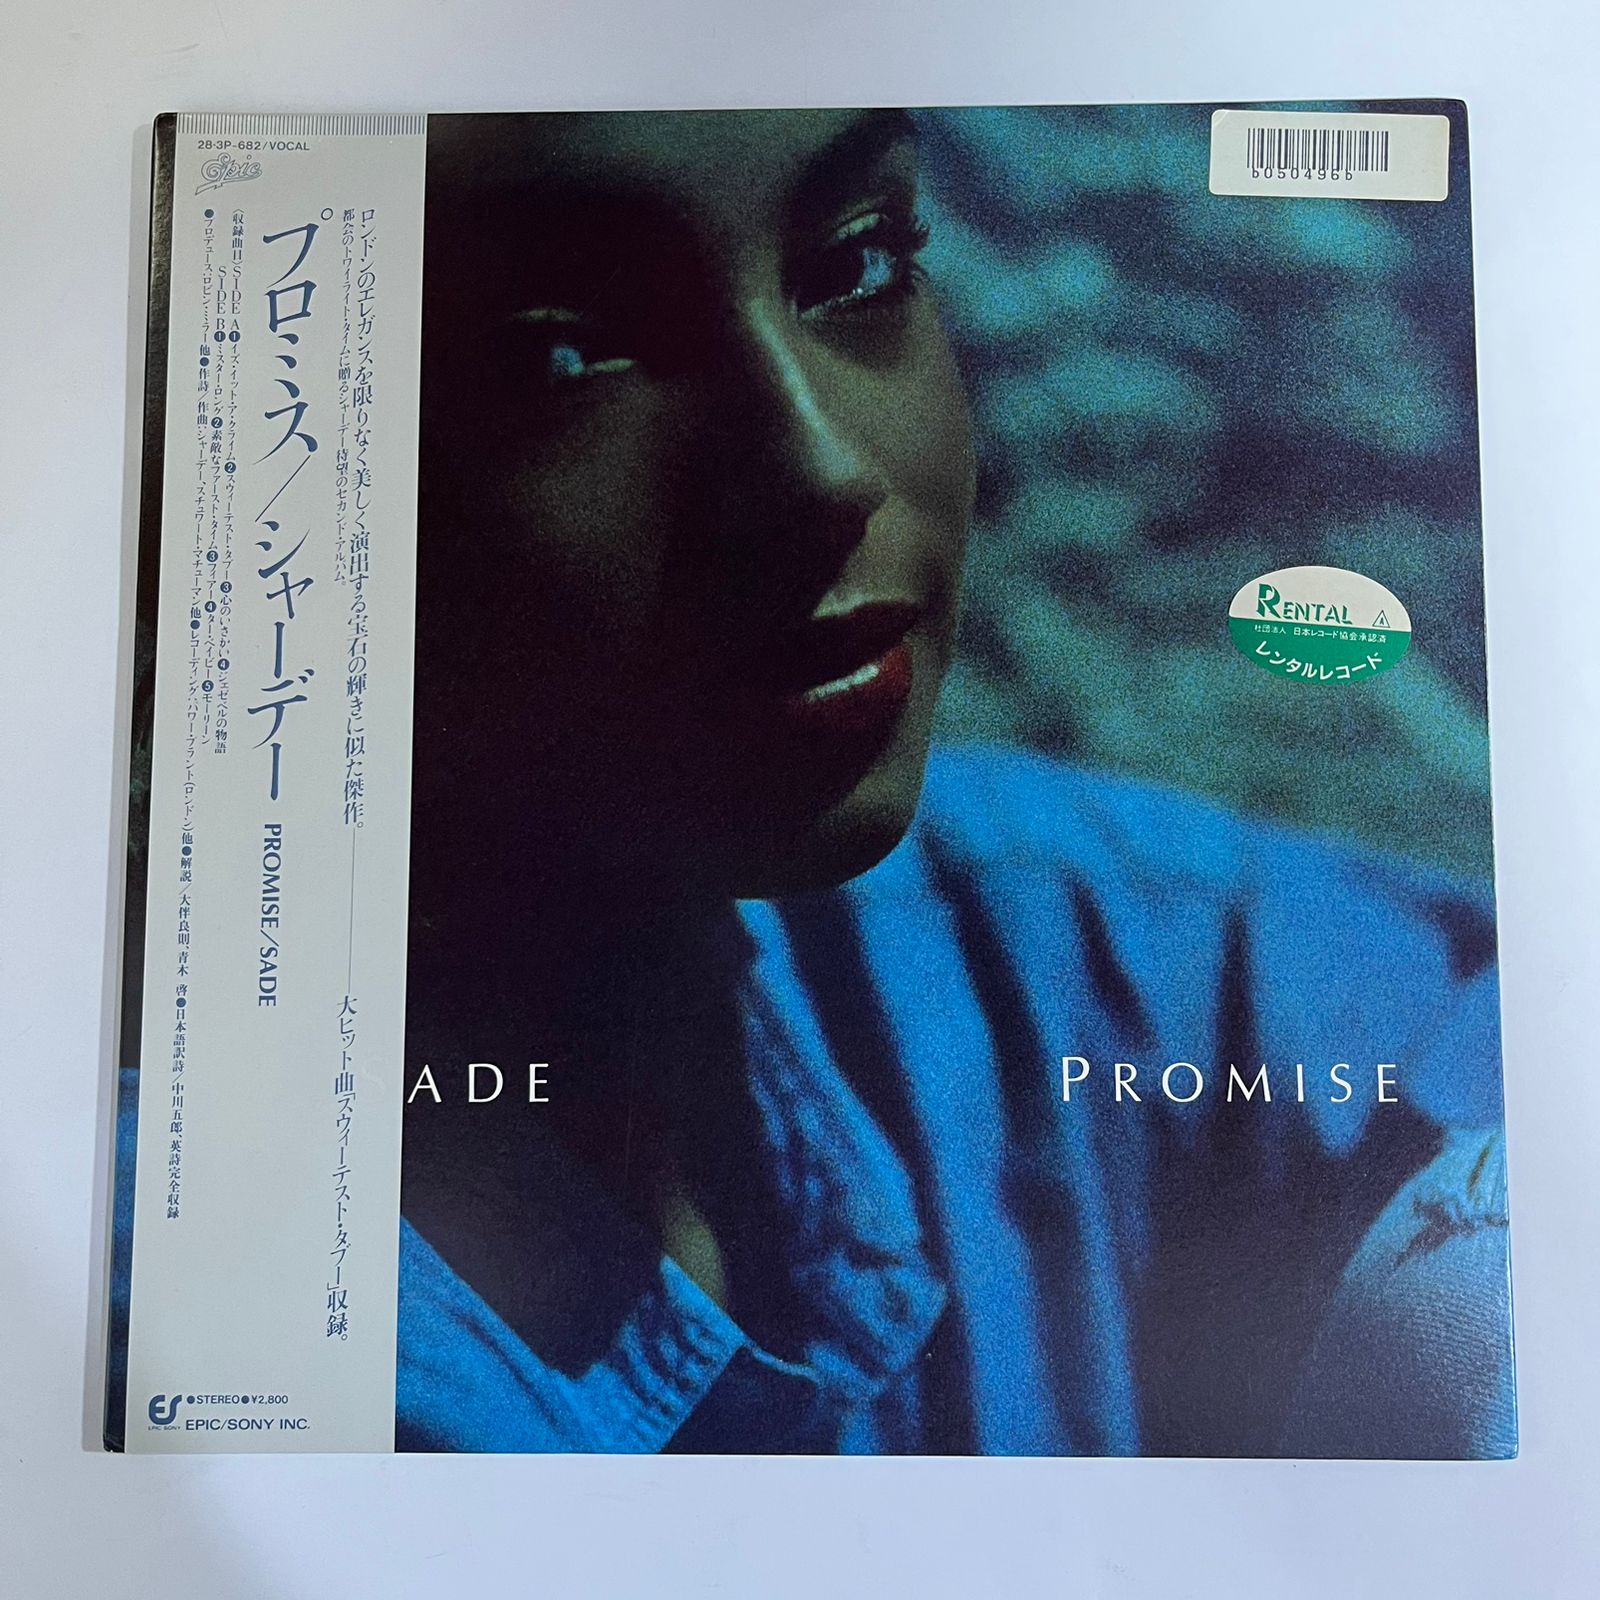 28·3P-682/VOCAL
Epic
ロンドンのエレガンスを限りなく美しく演出する宝石の輝きに似た傑作。
大ヒット曲「スウィーテスト・タブー」収録。
都会のトワイライト・タイムに贈るシャーデー待望のセカンド・アルバム。
プロミス/シャーデー PROMISE/SADE
〈収録曲目〉SIDE A❶イズ・イット・ア・クライム❷スウィーテスト・タブー❸心のいさかい❹ジェゼベルの物語
SIDE B❶ミスター・ロング❷素敵なファースト・タイム❸フィアー❹ター・ベイビー❺モーリーン
●プロデュース:ロビン・ミラー他●作詩/作曲:シャーデー、スチュワート・マチューマン他●レコーディング:パワー・プラント(ロンドン)他●解説/大伴良則、青木 啓●日本語訳詩/中川五郎、英詩完全収録
ES
EPIC SONY
●STEREO●¥2,800
EPIC/SONY INC.
b050496b
RENTAL
社団法人 日本レコード協会承認済
レンタルレコード
ADE
PROMISE